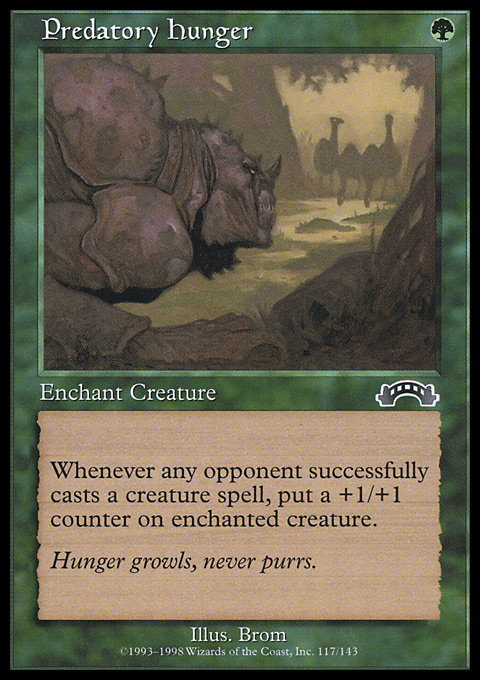 Predatory Hunger
Enchant Creature
Whenever any opponent successfully
casts a creature spell, put a +1/+1
counter on enchanted creature.
Hunger growls, never purrs.
Illus. Brom
©1993–1998 Wizards of the Coast, Inc. 117/143